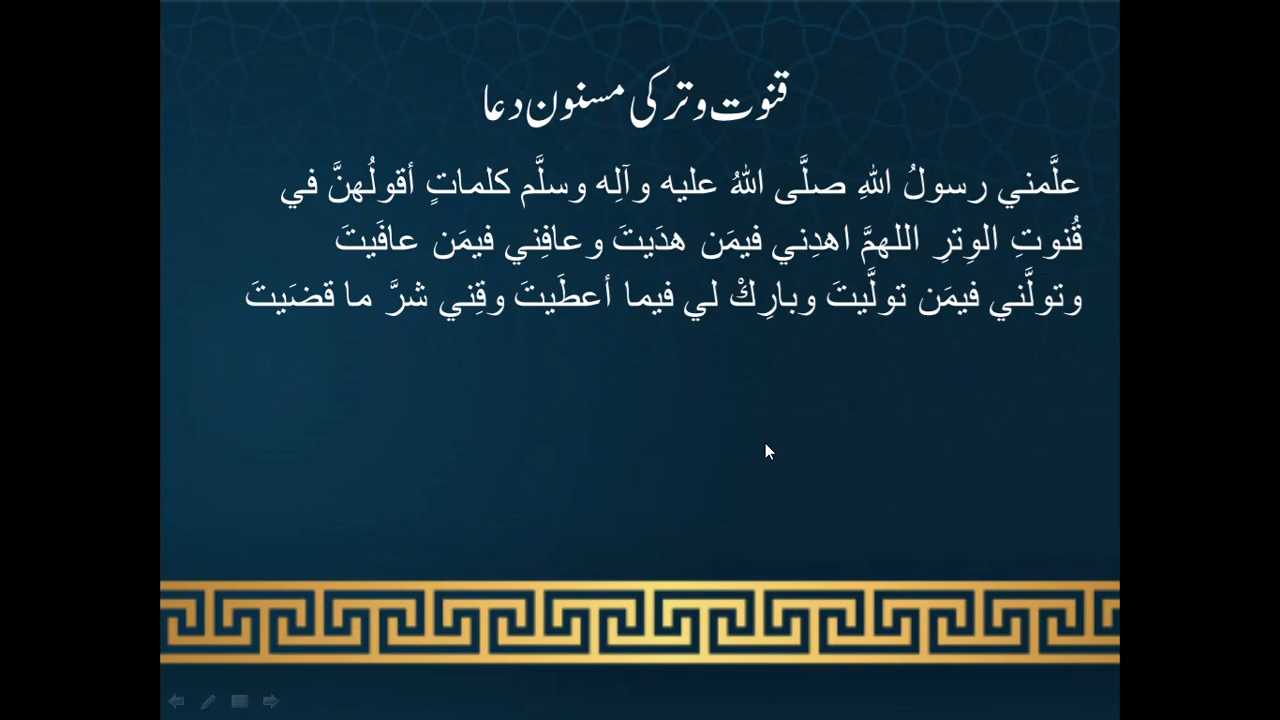 قنوت وتر کی مسنون دعا
علَّمني رسولُ اللهِ صلَّى اللهُ عليه وآلِه وسلَّم كلماتٍ أقولُهنَّ في
قُنوتِ الوِترِ اللهمَّ اهدِني فيمَن هدَيتَ وعافِني فيمَن عافَيتَ
وتولَّني فيمَن تولَّيتَ وبارِكْ لي فيما أعطَيتَ وقِني شرَّ ما قضَيتَ